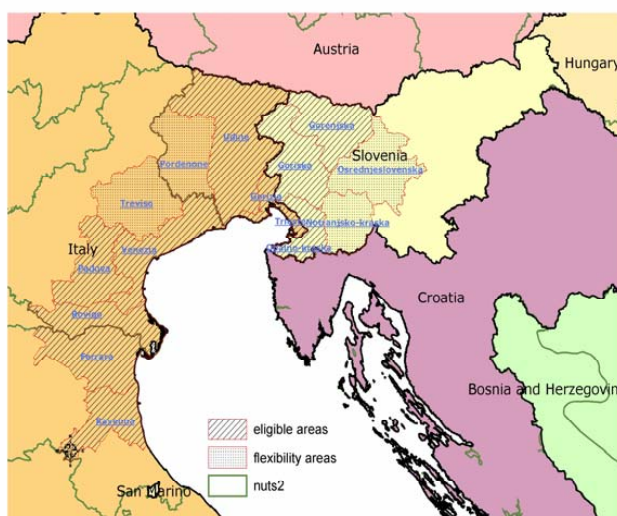 Austria
Hungary
Udine
Gorenjska
Pordenone
Goriska
Slovenia
Osrednjeslovenska
Treviso
Gorizia
Notranjsko-kraska
Italy
Venezia
Obalno-kraska
Padova
Croatia
Rovigo
Ferrara
Bosnia and Herzegovin
Ravenna
eligible areas
flexibility areas
San Marino
nuts2